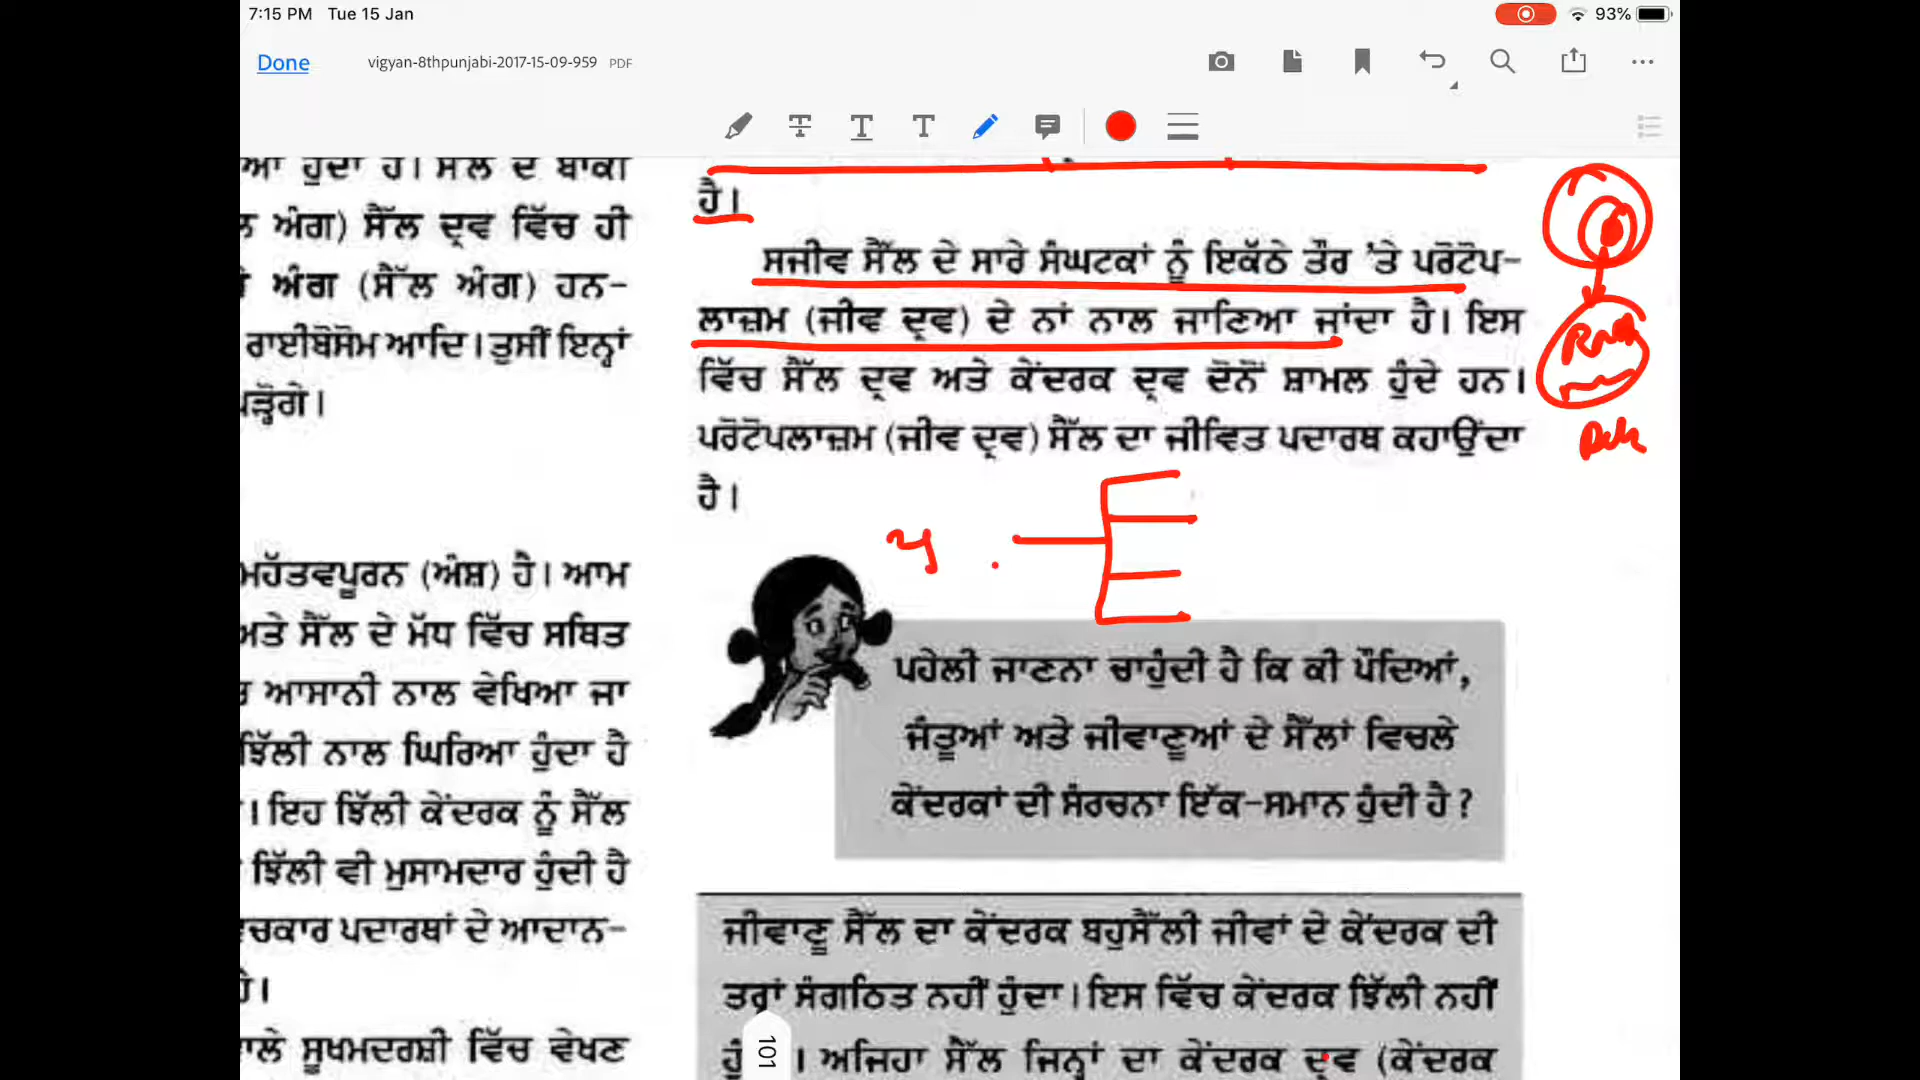 7:15 PM Tue 15 Jan
93%
Done
vigyan-8thpunjabi-2017-15-09-959 PDF
ਹੁੰਦਾ ਹੈ। ਸੈੱਲ ਦੇ ਬਾਕੀ
ਅੰਗ) ਸੈੱਲ ਦ੍ਰਵ ਵਿੱਚ ਹੀ
ਅੰਗ (ਸੈੱਲ ਅੰਗ) ਹਨ-
ਰਾਈਬੋਸੋਮ ਆਦਿ। ਤੁਸੀਂ ਇਨ੍ਹਾਂ
ਪੜ੍ਹੋਗੇ।
ਮਹੱਤਵਪੂਰਨ (ਅੰਸ਼) ਹੈ। ਆਮ
ਅਤੇ ਸੈੱਲ ਦੇ ਮੱਧ ਵਿੱਚ ਸਥਿਤ
ਆਸਾਨੀ ਨਾਲ ਵੇਖਿਆ ਜਾ
ਝਿੱਲੀ ਨਾਲ ਘਿਰਿਆ ਹੁੰਦਾ ਹੈ
। ਇਹ ਝਿੱਲੀ ਕੇਂਦਰਕ ਨੂੰ ਸੈੱਲ
ਝਿੱਲੀ ਵੀ ਮੁਸਾਮਦਾਰ ਹੁੰਦੀ ਹੈ
ਪਦਾਰਥਾਂ ਦੇ ਆਦਾਨ-
ਹੈ।
ਸੂਖਮਦਰਸ਼ੀ ਵਿੱਚ ਵੇਖਣ
ਹੈ।
ਸਜੀਵ ਸੈੱਲ ਦੇ ਸਾਰੇ ਸੰਘਟਕਾਂ ਨੂੰ ਇਕੱਠੇ ਤੌਰ 'ਤੇ ਪਰੋਟੋਪ-
ਲਾਜ਼ਮ (ਜੀਵ ਦ੍ਰਵ) ਦੇ ਨਾਂ ਨਾਲ ਜਾਣਿਆ ਜਾਂਦਾ ਹੈ। ਇਸ
ਵਿੱਚ ਸੈੱਲ ਦ੍ਰਵ ਅਤੇ ਕੇਂਦਰਕ ਦ੍ਰਵ ਦੋਨੋਂ ਸ਼ਾਮਲ ਹੁੰਦੇ ਹਨ।
ਪਰੋਟੋਪਲਾਜ਼ਮ (ਜੀਵ ਦ੍ਰਵ) ਸੈੱਲ ਦਾ ਜੀਵਿਤ ਪਦਾਰਥ ਕਹਾਉਂਦਾ
ਹੈ।
ਪਹੇਲੀ ਜਾਣਨਾ ਚਾਹੁੰਦੀ ਹੈ ਕਿ ਕੀ ਪੌਦਿਆਂ,
ਜੰਤੂਆਂ ਅਤੇ ਜੀਵਾਣੂਆਂ ਦੇ ਸੈੱਲਾਂ ਵਿਚਲੇ
ਕੇਂਦਰਕਾਂ ਦੀ ਸੰਰਚਨਾ ਇੱਕ-ਸਮਾਨ ਹੁੰਦੀ ਹੈ ?
ਜੀਵਾਣੂ ਸੈੱਲ ਦਾ ਕੇਂਦਰਕ ਬਹੁਸੈੱਲੀ ਜੀਵਾਂ ਦੇ ਕੇਂਦਰਕ ਦੀ
ਤਰ੍ਹਾਂ ਸੰਗਠਿਤ ਨਹੀਂ ਹੁੰਦਾ। ਇਸ ਵਿੱਚ ਕੇਂਦਰਕ ਝਿੱਲੀ ਨਹੀਂ
। ਅਜਿਹਾ ਸੈੱਲ ਜਿਨ੍ਹਾਂ ਦਾ ਕੇਂਦਰਕ ਦ੍ਰਵ (ਕੇਂਦਰਕ
101